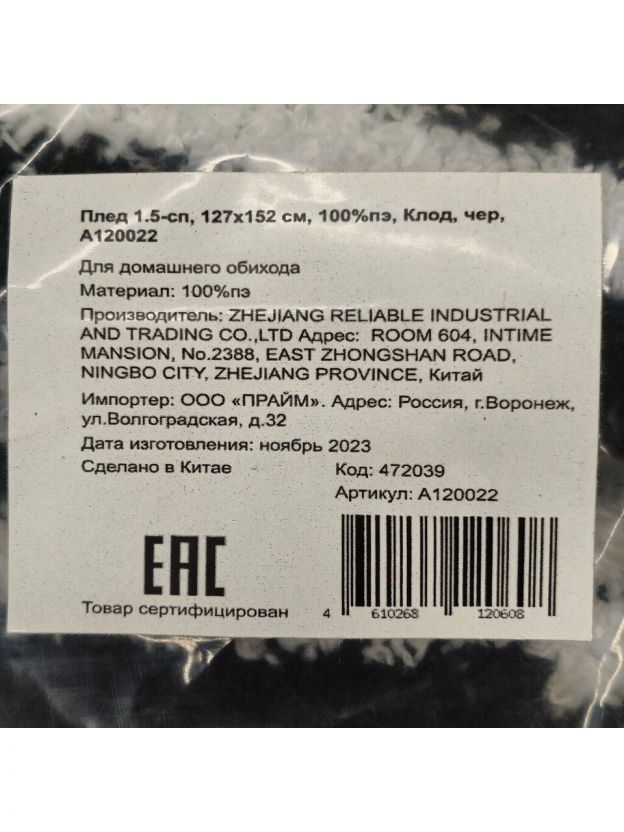 Плед 1.5-сп, 127х152 см, 100%пэ, Клод, чер,
А120022
Для домашнего обихода
Материал: 100%пэ
Производитель: ZHEJIANG RELIABLE INDUSTRIAL
AND TRADING CO.,LTD Адрес: ROOM 604, INTIME
MANSION, No.2388, EAST ZHONGSHAN ROAD,
NINGBO CITY, ZHEJIANG PROVINCE, Китай
Импортер: ООО «ПРАЙМ». Адрес: Россия, г.Воронеж,
ул.Волгоградская, д.32
Дата изготовления: ноябрь 2023
Сделано в Китае
Код: 472039
Артикул: А120022
EAC
Товар сертифицирован
4 610268 120608